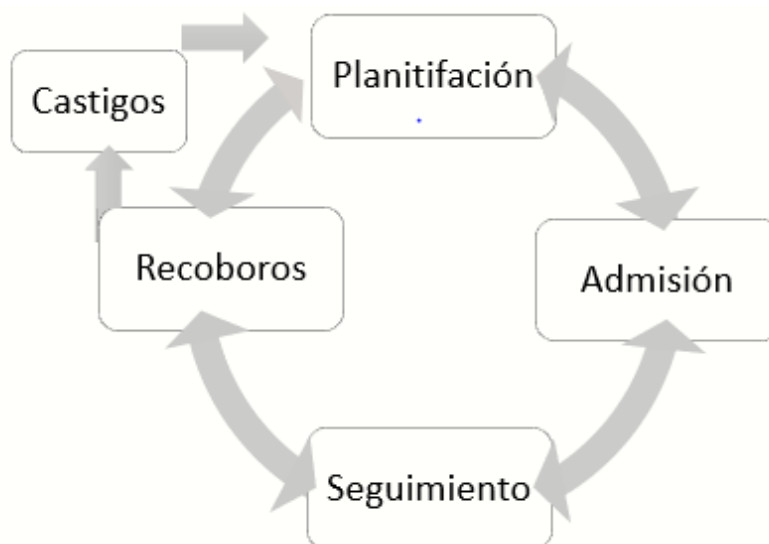 Planitifación
Castigos
Recoboros
Admisión
Seguimiento